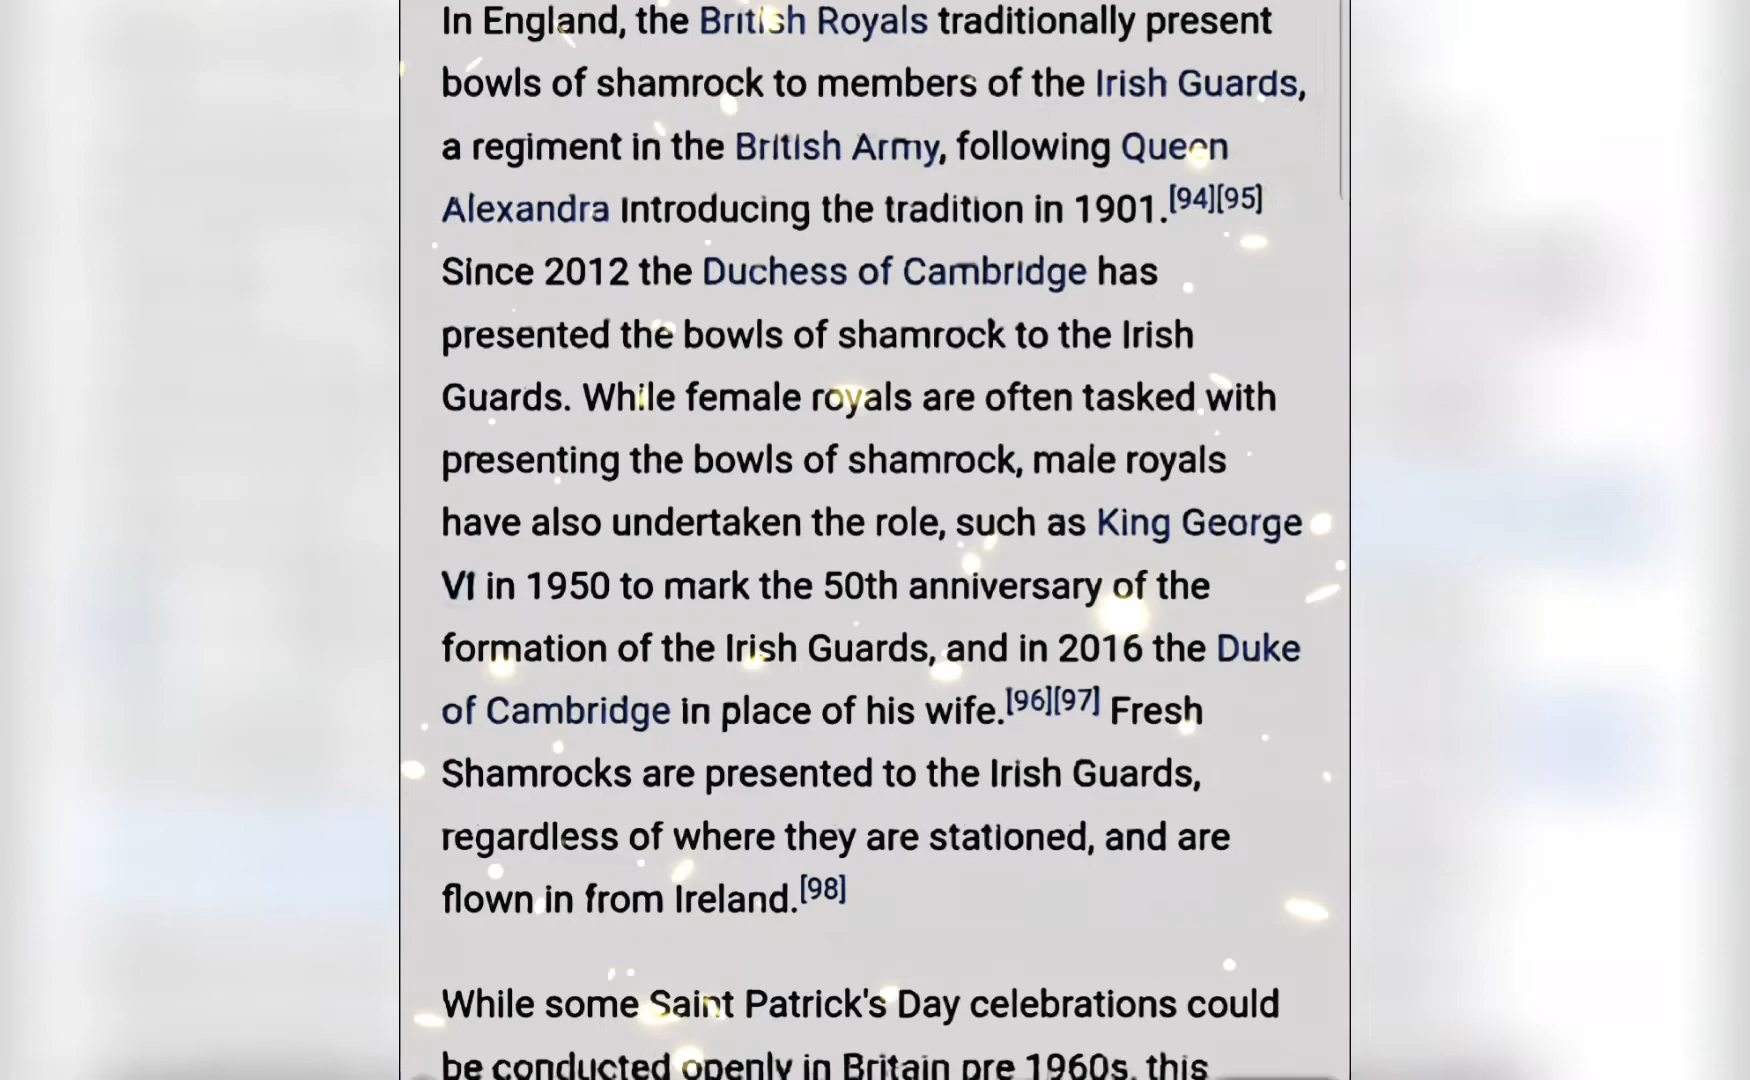 In England, the British Royals traditionally present
bowls of shamrock to members of the Irish Guards,
a regiment in the British Army, following Queen
Alexandra introducing the tradition in 1901.[94][95]
Since 2012 the Duchess of Cambridge has
presented the bowls of shamrock to the Irish
Guards. While female royals are often tasked with
presenting the bowls of shamrock, male royals
have also undertaken the role, such as King George
VI in 1950 to mark the 50th anniversary of the
formation of the Irish Guards, and in 2016 the Duke
of Cambridge in place of his wife.[96][97] Fresh
Shamrocks are presented to the Irish Guards,
regardless of where they are stationed, and are
flown in from Ireland.[98]
While some Saint Patrick's Day celebrations could
be conducted openly in Britain pre 1960s, this